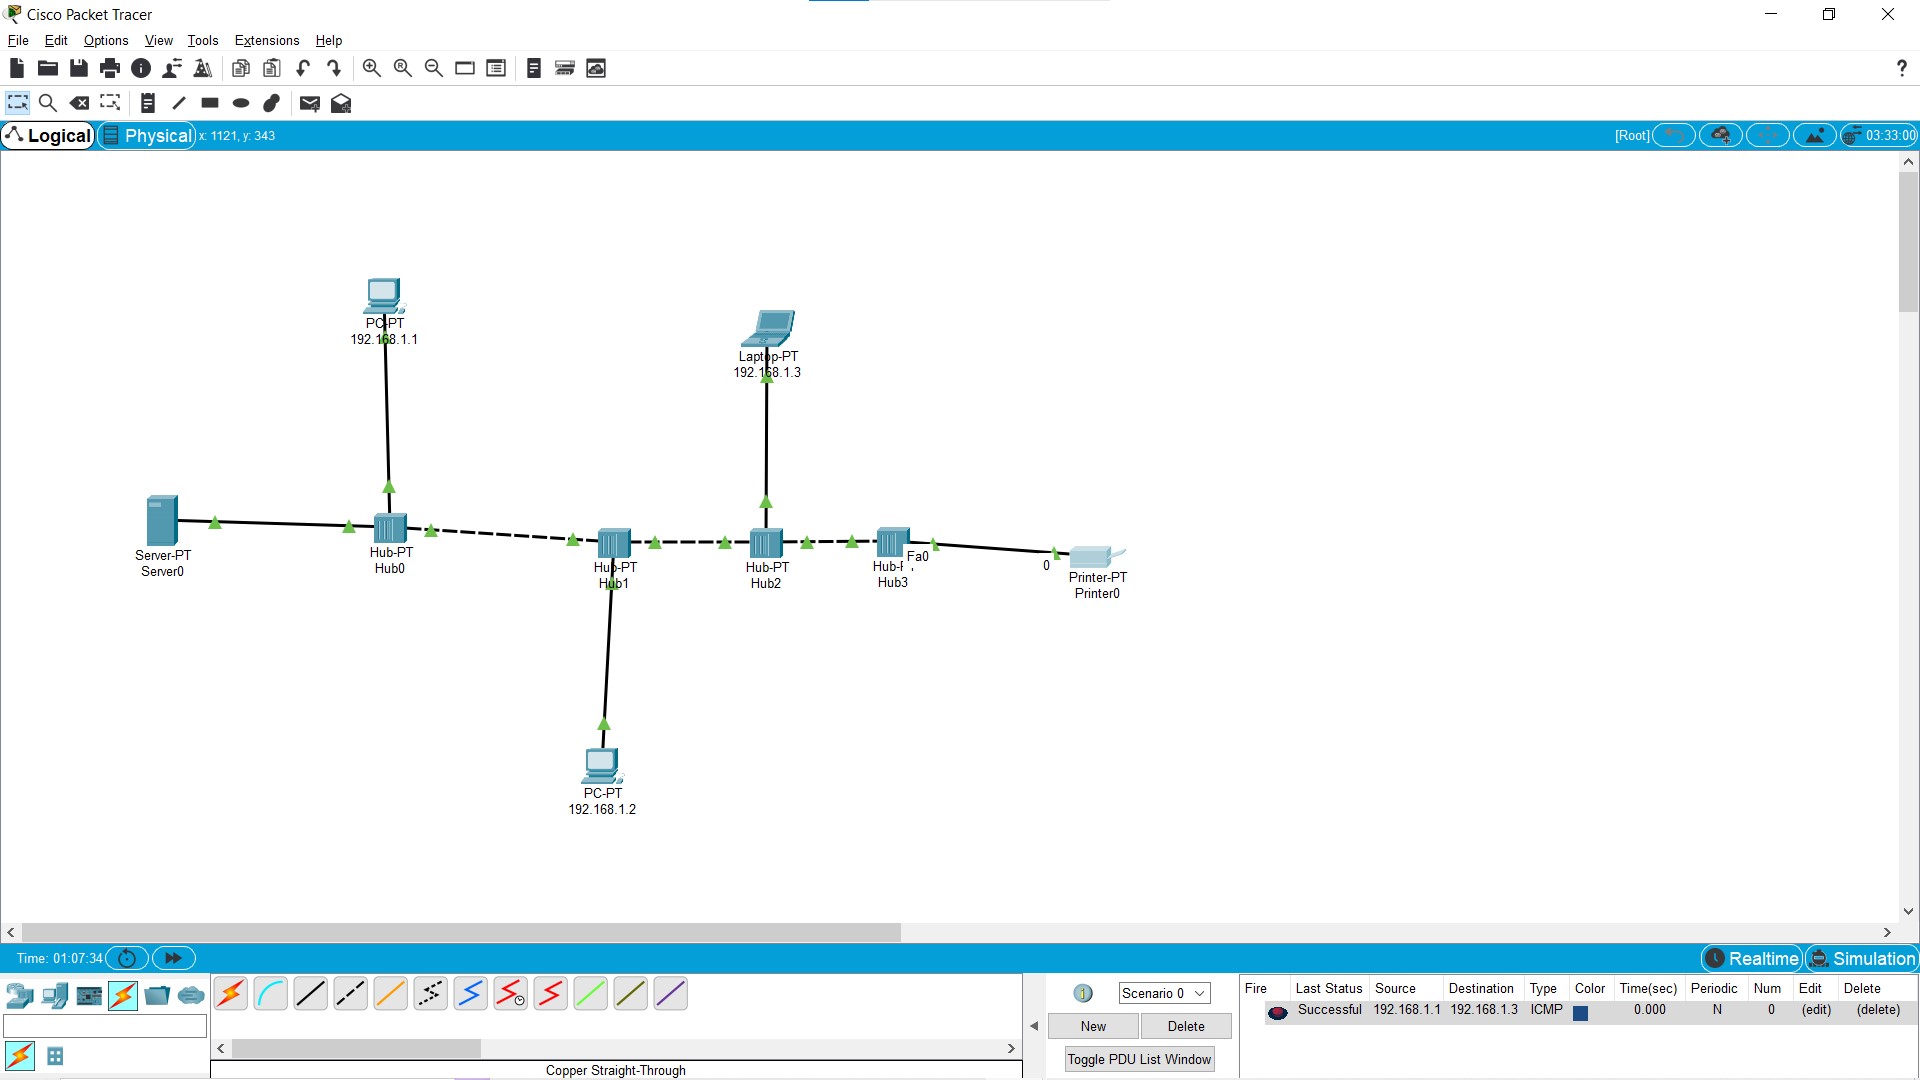 Cisco Packet Tracer
File Edit Options View Tools Extensions Help
?
Logical Physical x: 1121, y: 343 [Root] 03:33:00
PC-PT
192.168.1.1
Laptop-PT
192.168.1.3
Server-PT
Server0
Hub-PT
Hub0
Hub-PT
Hub1
Hub-PT
Hub2
Hub3
Fa0
0
Printer-PT
Printer0
PC-PT
192.168.1.2
Time: 01:07:34 Realtime Simulation
Scenario 0
New Delete
Toggle PDU List Window
Fire Last Status Source Destination Type Color Time(sec) Periodic Num Edit Delete
Successful 192.168.1.1 192.168.1.3 ICMP 0.000 N 0 (edit) (delete)
Copper Straight-Through